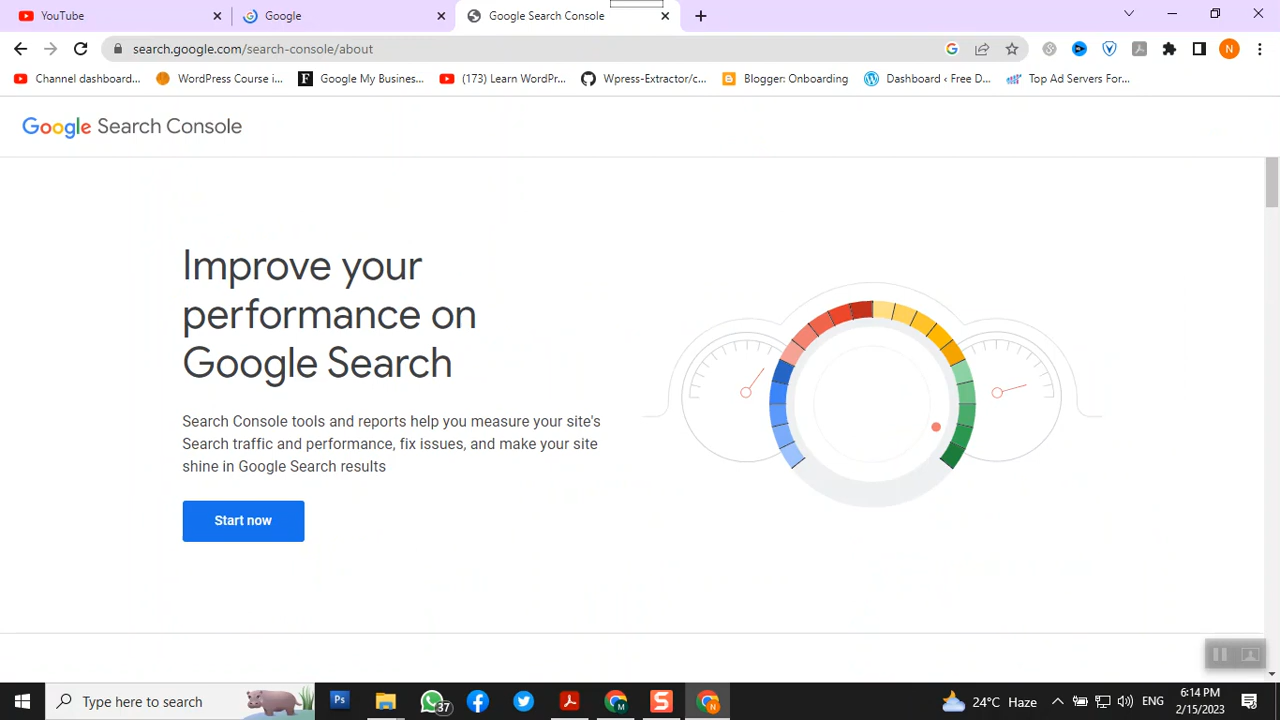 YouTube
Google
Google Search Console
search.google.com/search-console/about
N
Channel dashboard...
WordPress Course i...
Google My Busines...
(173) Learn WordPr...
Wpress-Extractor/c...
Blogger: Onboarding
Dashboard ‹ Free D...
Top Ad Servers For...
Google Search Console
Improve your
performance on
Google Search
Search Console tools and reports help you measure your site's
Search traffic and performance, fix issues, and make your site
shine in Google Search results
Start now
Type here to search
Ps
37
M
S
N
24°C Haze
ENG
6:14 PM
2/15/2023